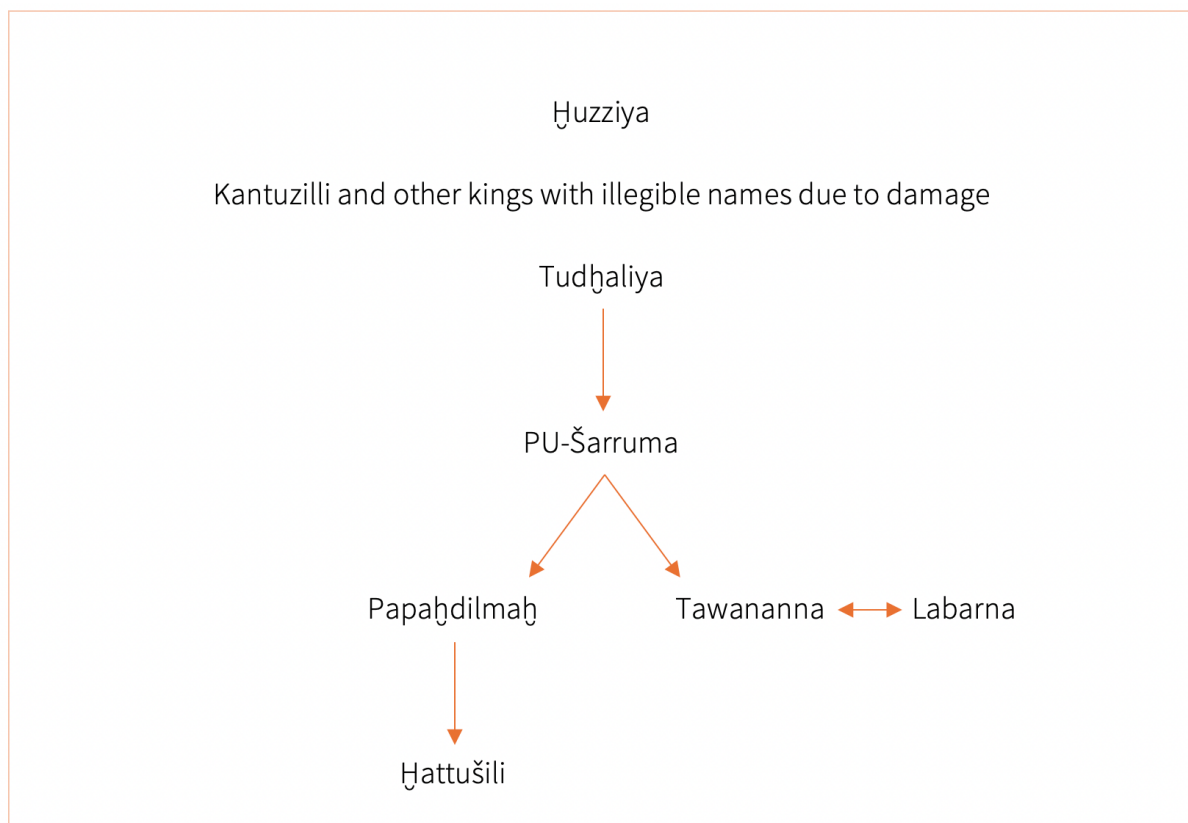 Ḫuzziya
Kantuzilli and other kings with illegible names due to damage
Tudḫaliya
PU-Šarruma
Papaḫdilmaḫ Tawananna Labarna
Ḫattušili